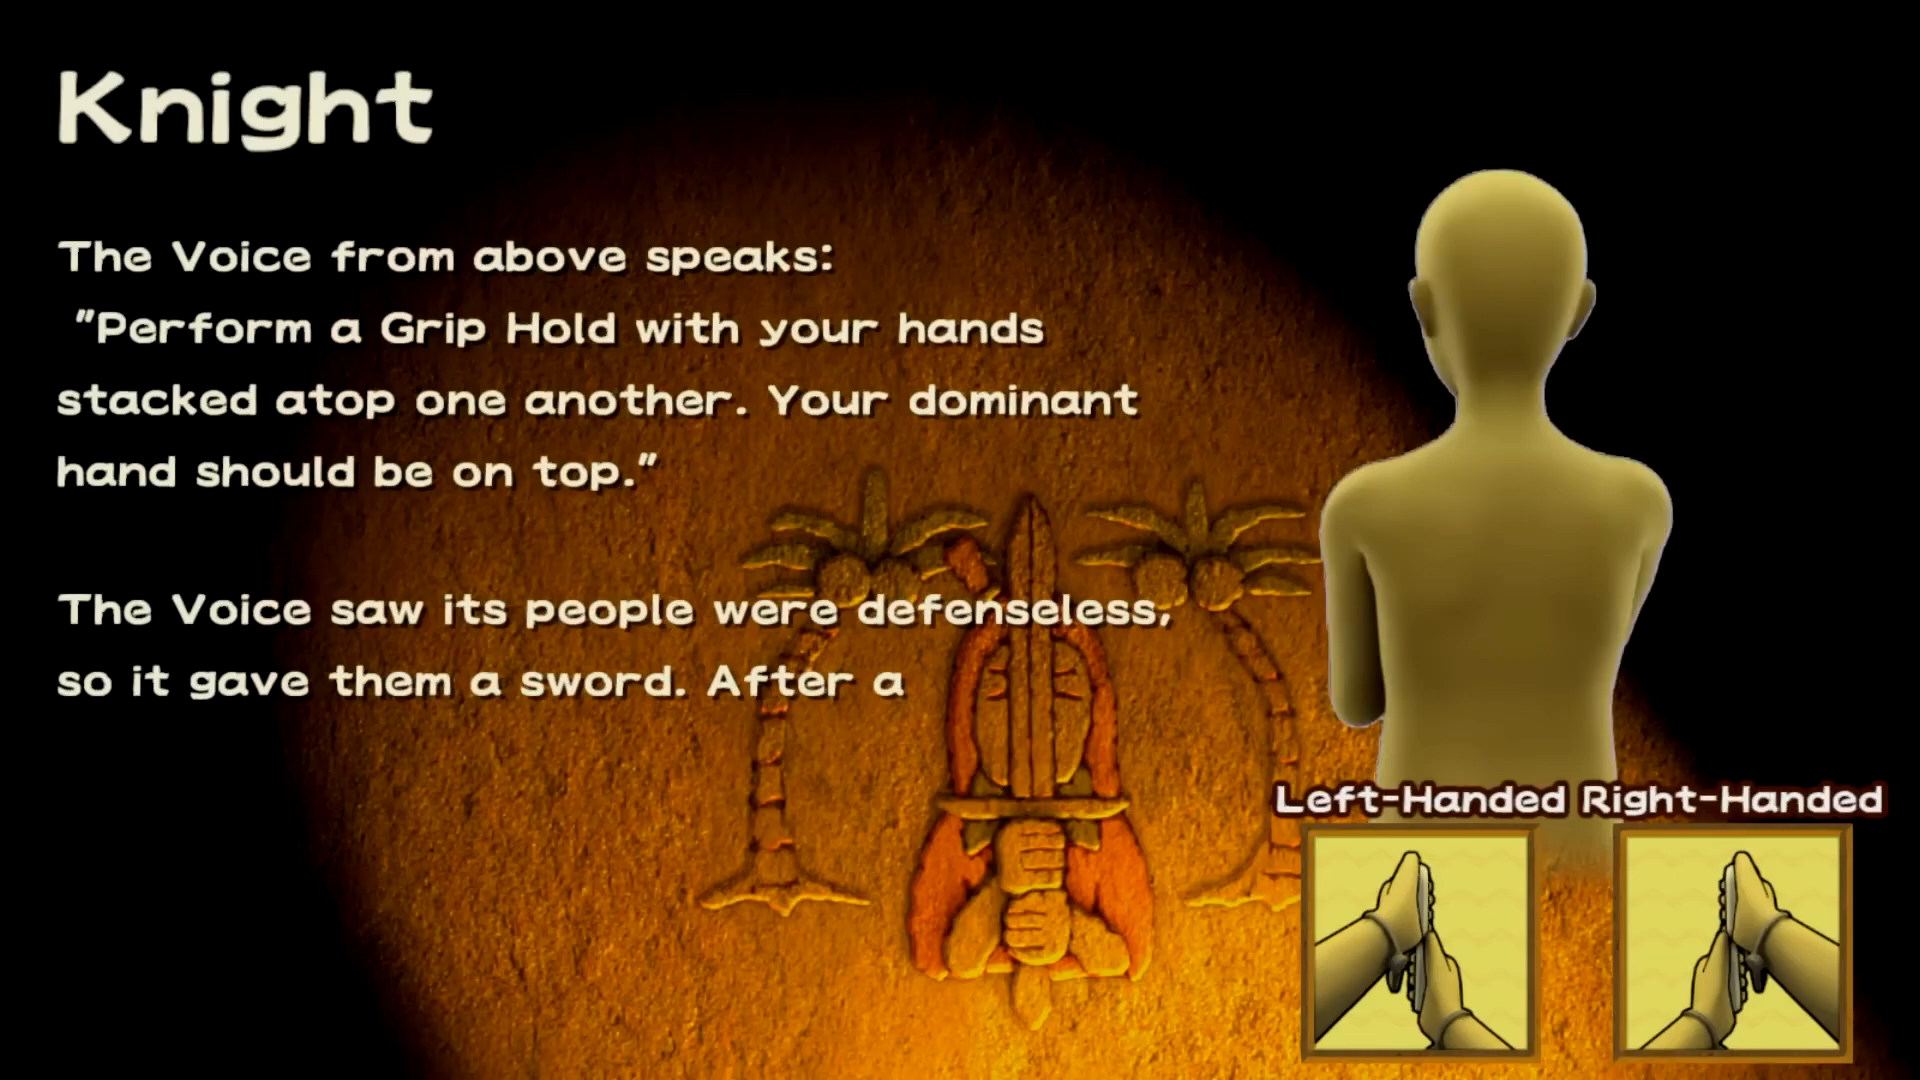 Knight
The Voice from above speaks:
"Perform a Grip Hold with your hands
stacked atop one another. Your dominant
hand should be on top."
The Voice saw its people were defenseless,
so it gave them a sword. After a
Left-Handed Right-Handed